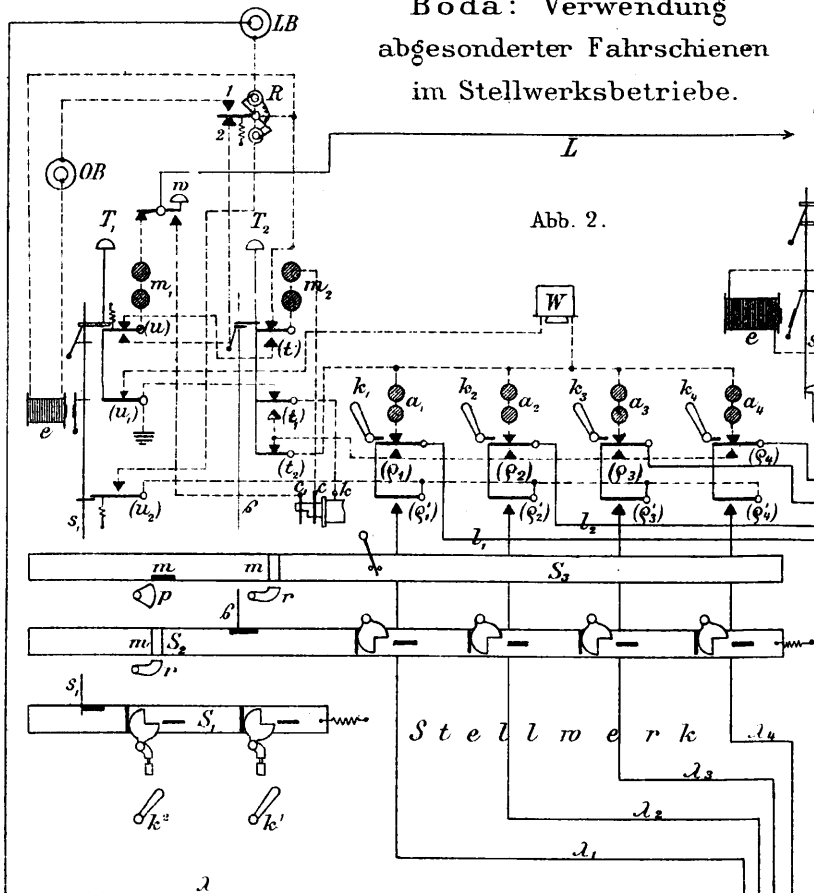 Boda: Verwendung
abgesonderter Fahrschienen
im Stellwerksbetriebe.
LB
R
1
2
L
OB
w
T₁
T₂
Abb. 2.
m₁
m₂
W
(u)
(t)
e
s
k₁
a₁
k₂
a₂
k₃
a₃
k₄
a₄
e
(u₁)
(t₁)
(t₂)
(ϱ₁)
(ϱ₂)
(ϱ₃)
(ϱ₄)
s₁
(u₂)
c
k
(ϱ₁')
(ϱ₂')
(ϱ₃')
(ϱ₄')
l₁
l₂
m
m
S₃
p
r
m
S₂
r
s₁
S₁
Stellwerk
λ₄
λ₃
k²
k¹
λ₂
λ₁
λ